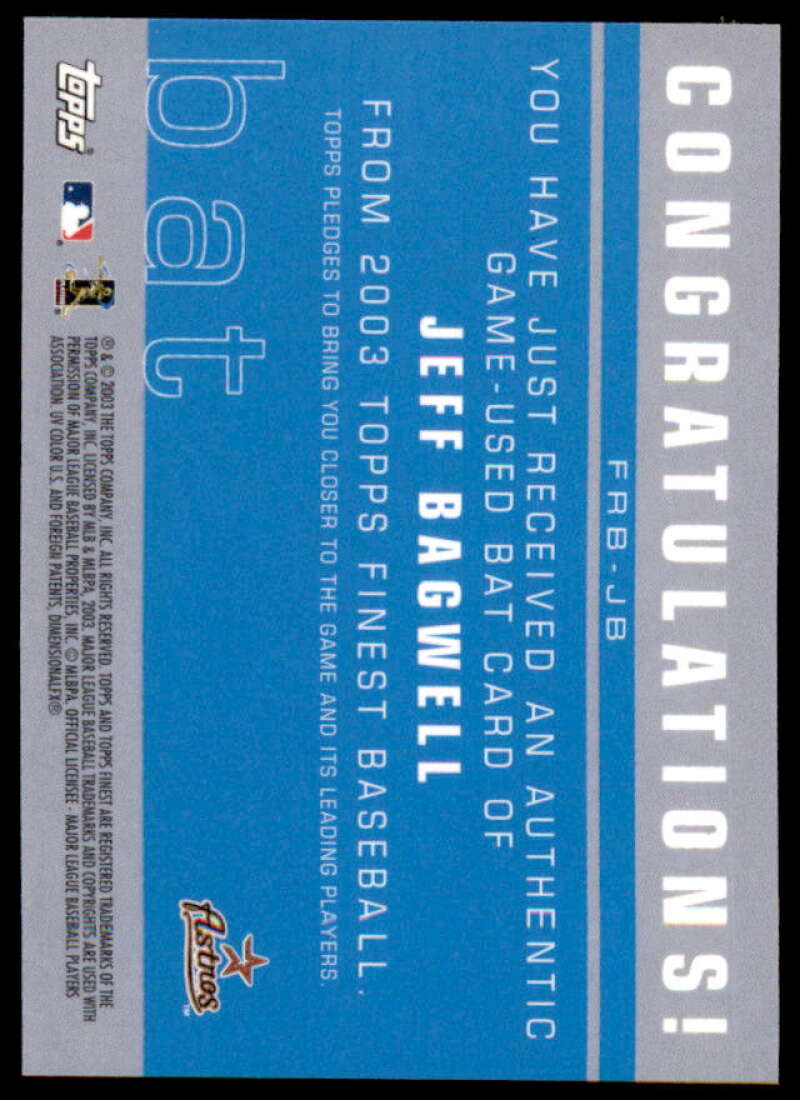 CONGRATULATIONS!
FRB-JB
YOU HAVE JUST RECEIVED AN AUTHENTIC
GAME-USED BAT CARD OF
JEFF BAGWELL
FROM 2003 TOPPS FINEST BASEBALL.
TOPPS PLEDGES TO BRING YOU CLOSER TO THE GAME AND ITS LEADING PLAYERS.
Astros™
bat
topps®
® & © 2003 THE TOPPS COMPANY, INC. ALL RIGHTS RESERVED. TOPPS AND TOPPS FINEST ARE REGISTERED TRADEMARKS OF THE
TOPPS COMPANY, INC. LICENSED BY MLB & MLBPA, 2003. MAJOR LEAGUE BASEBALL TRADEMARKS AND COPYRIGHTS ARE USED WITH
PERMISSION OF MAJOR LEAGUE BASEBALL PROPERTIES, INC. © MLBPA. OFFICIAL LICENSEE - MAJOR LEAGUE BASEBALL PLAYERS
ASSOCIATION. UV COLOR U.S. AND FOREIGN PATENTS, DIMENSIONALFX®